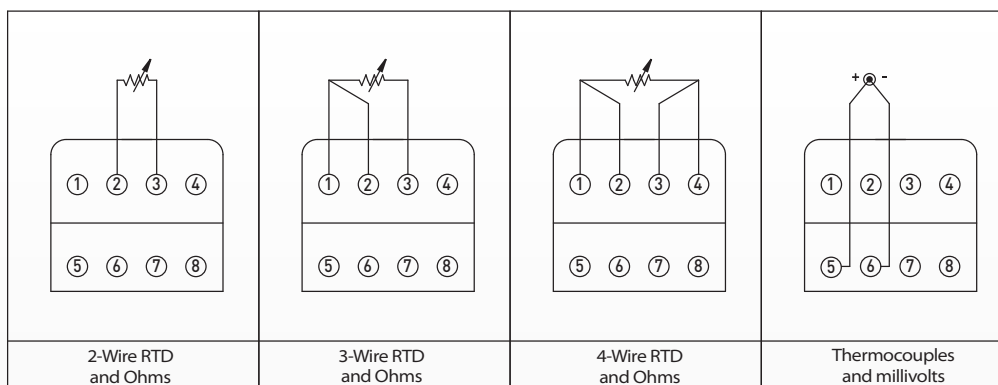 1 2 3 4
5 6 7 8
2-Wire RTD
and Ohms
1 2 3 4
5 6 7 8
3-Wire RTD
and Ohms
1 2 3 4
5 6 7 8
4-Wire RTD
and Ohms
+ -
1 2 3 4
5 6 7 8
Thermocouples
and millivolts